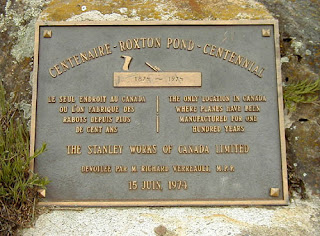 CENTENAIRE - ROXTON POND - CENTENNIAL
1874 ~ 1974
LE SEUL ENDROIT AU CANADA
OU L'ON FABRIQUE DES
RABOTS DEPUIS PLUS
DE CENT ANS
THE ONLY LOCATION IN CANADA
WHERE PLANES HAVE BEEN
MANUFACTURED FOR ONE
HUNDRED YEARS
THE STANLEY WORKS OF CANADA LIMITED
DEVOILEE PAR M. RICHARD VERREAULT, M.P.P.
15 JUIN, 1974